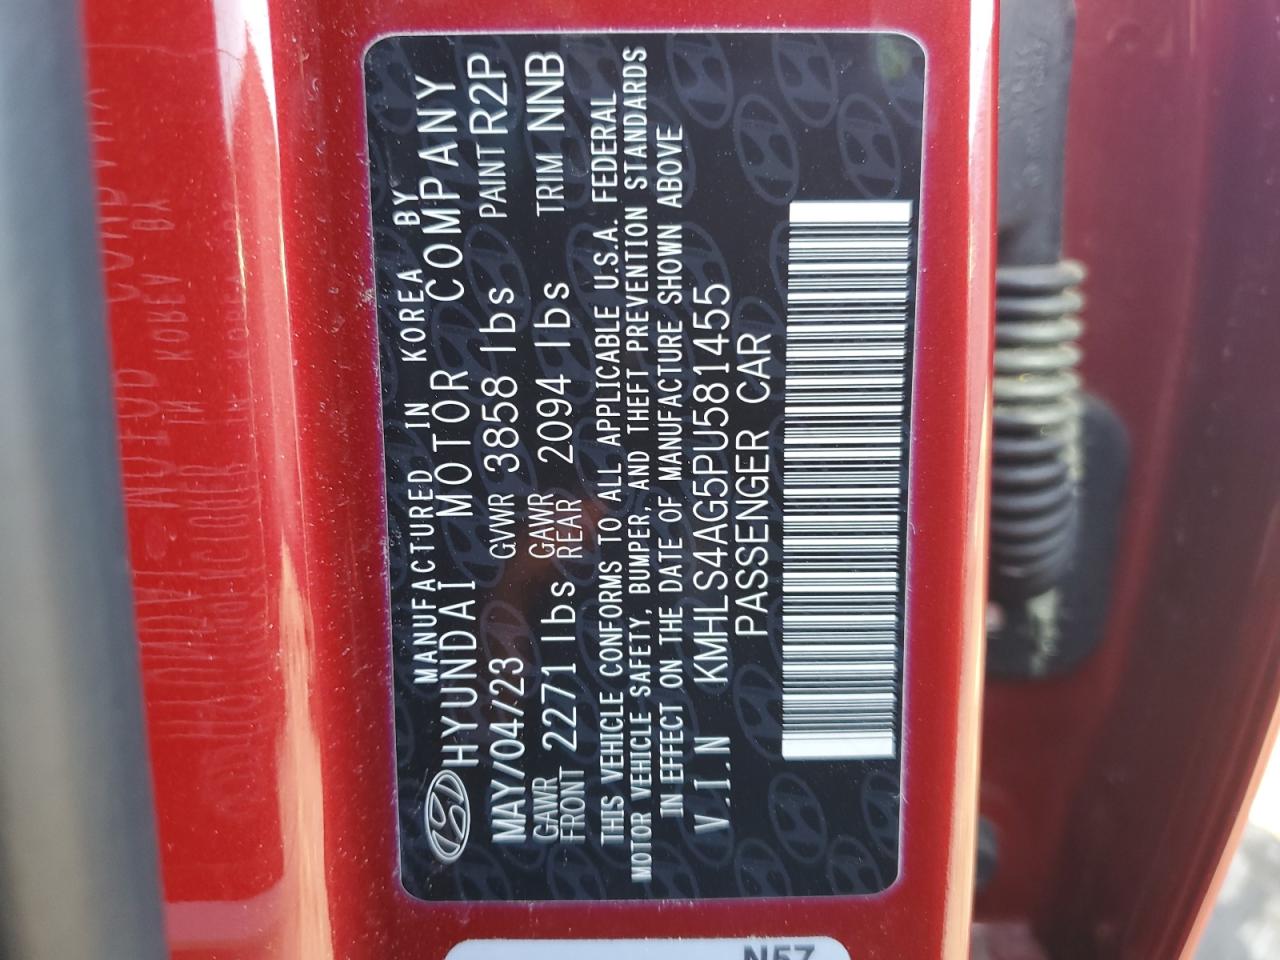 MANUFACTURED IN KOREA BY
HYUNDAI MOTOR COMPANY
MAY/04/23 GVWR 3858 lbs PAINT R2P
GAWR FRONT 2271 lbs GAWR REAR 2094 lbs TRIM NNB
THIS VEHICLE CONFORMS TO ALL APPLICABLE U.S.A. FEDERAL
MOTOR VEHICLE SAFETY, BUMPER, AND THEFT PREVENTION STANDARDS
IN EFFECT ON THE DATE OF MANUFACTURE SHOWN ABOVE
V.I.N KMHLS4AG5PU581455
PASSENGER CAR
N57